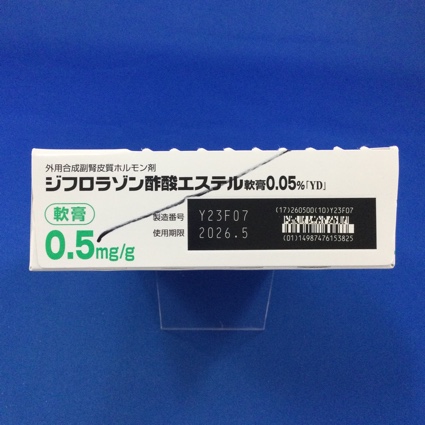 外用合成副腎皮質ホルモン剤
ジフロラゾン酢酸エステル軟膏0.05%「YD」
軟膏
0.5mg/g
製造番号 Y23F07
使用期限 2026.5
(17)260500(10)Y23F07
(01)14987476153825